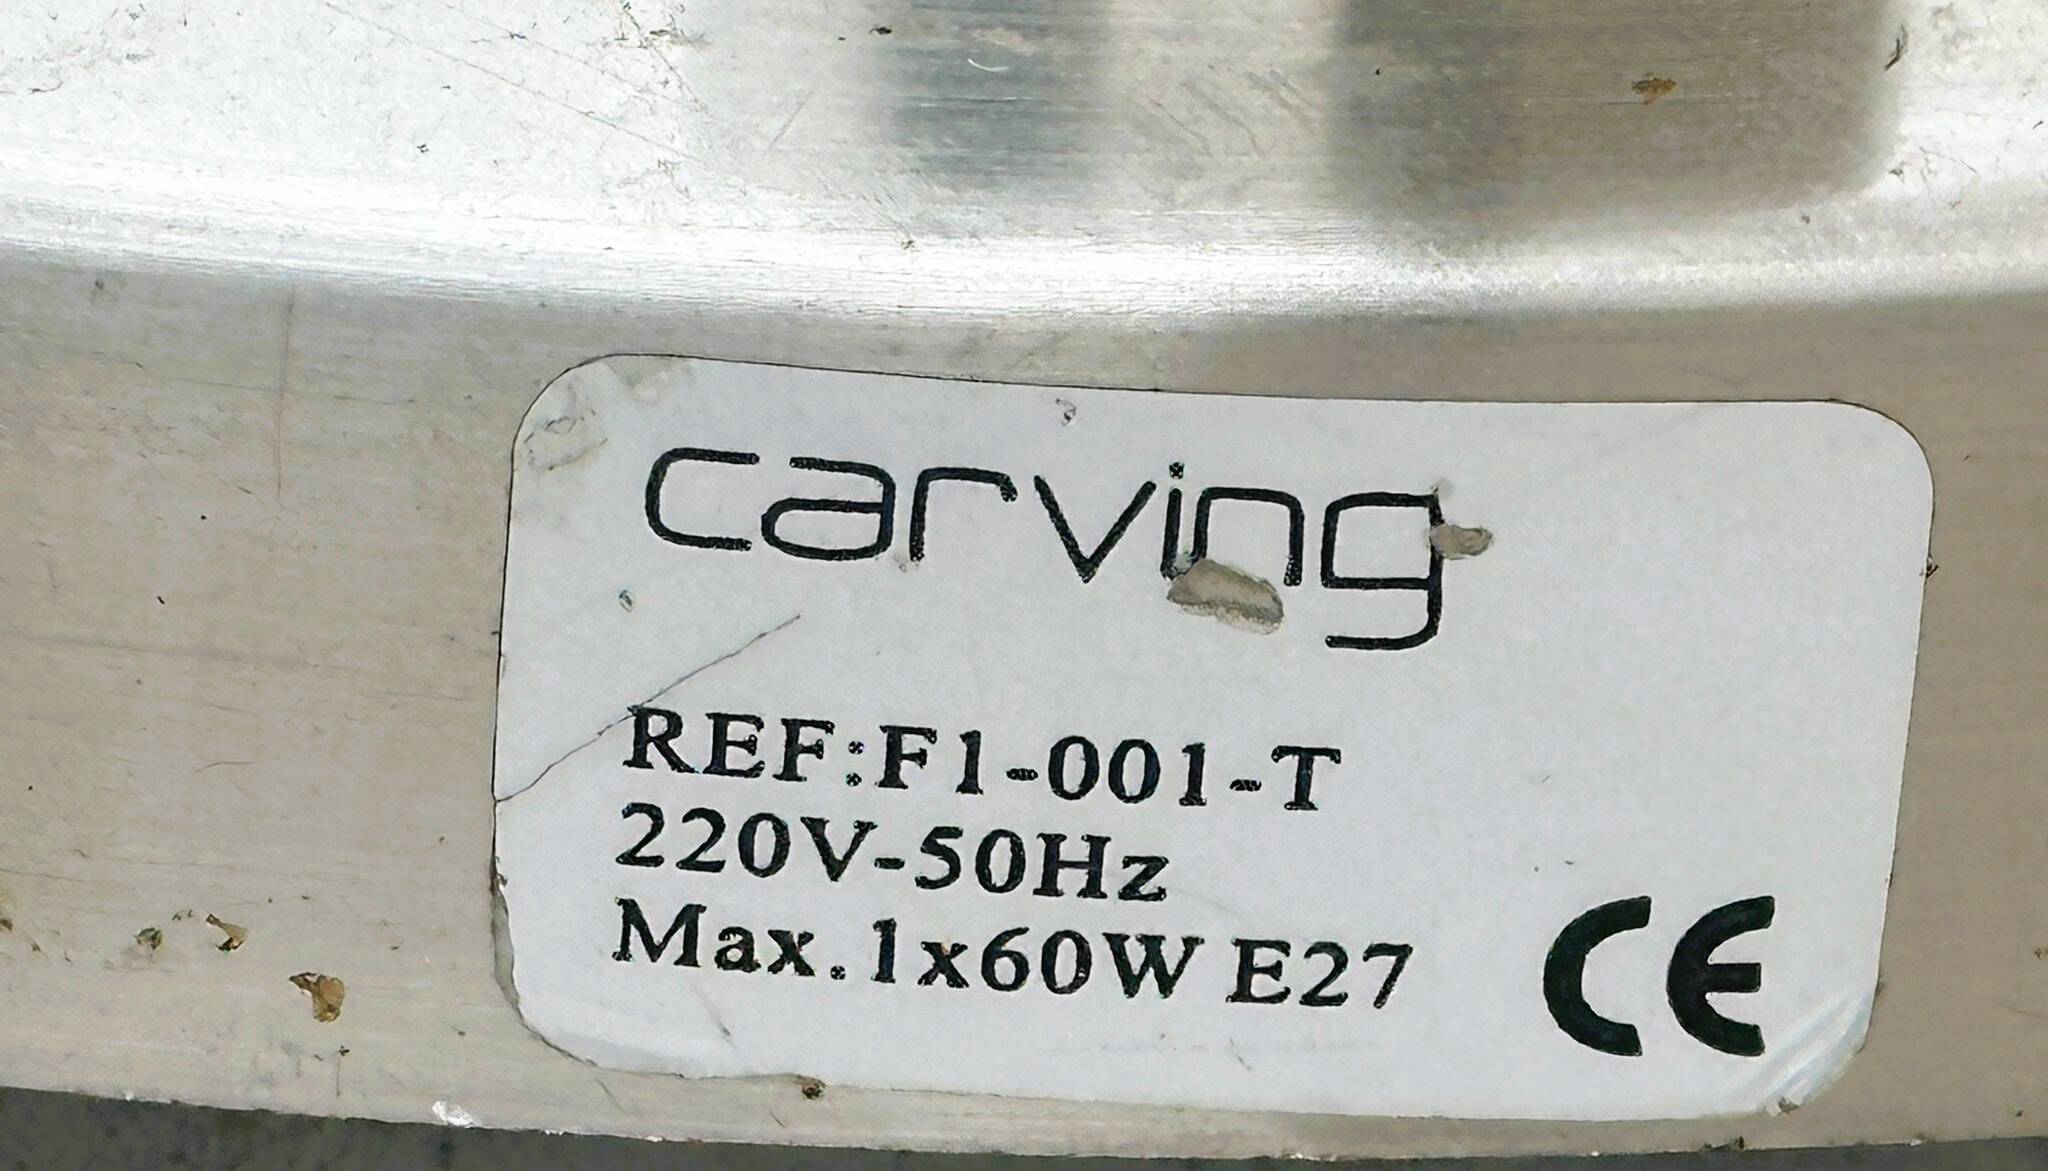 carving
REF:F1-001-T
220V-50Hz
Max.1x60W E27
CE